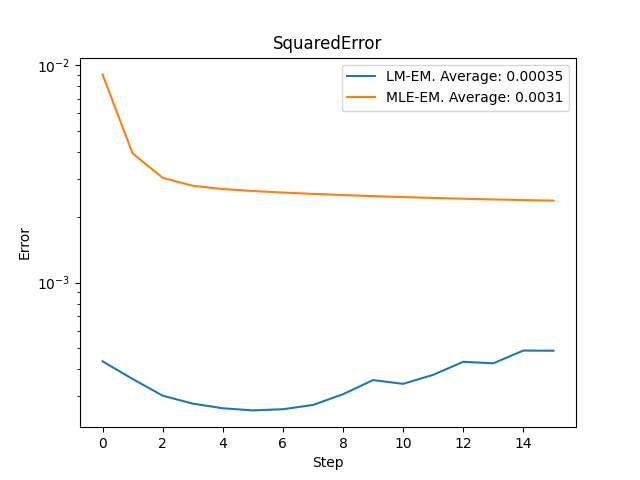 SquaredError
LM-EM. Average: 0.00035
MLE-EM. Average: 0.0031
10⁻²
10⁻³
Error
0 2 4 6 8 10 12 14
Step